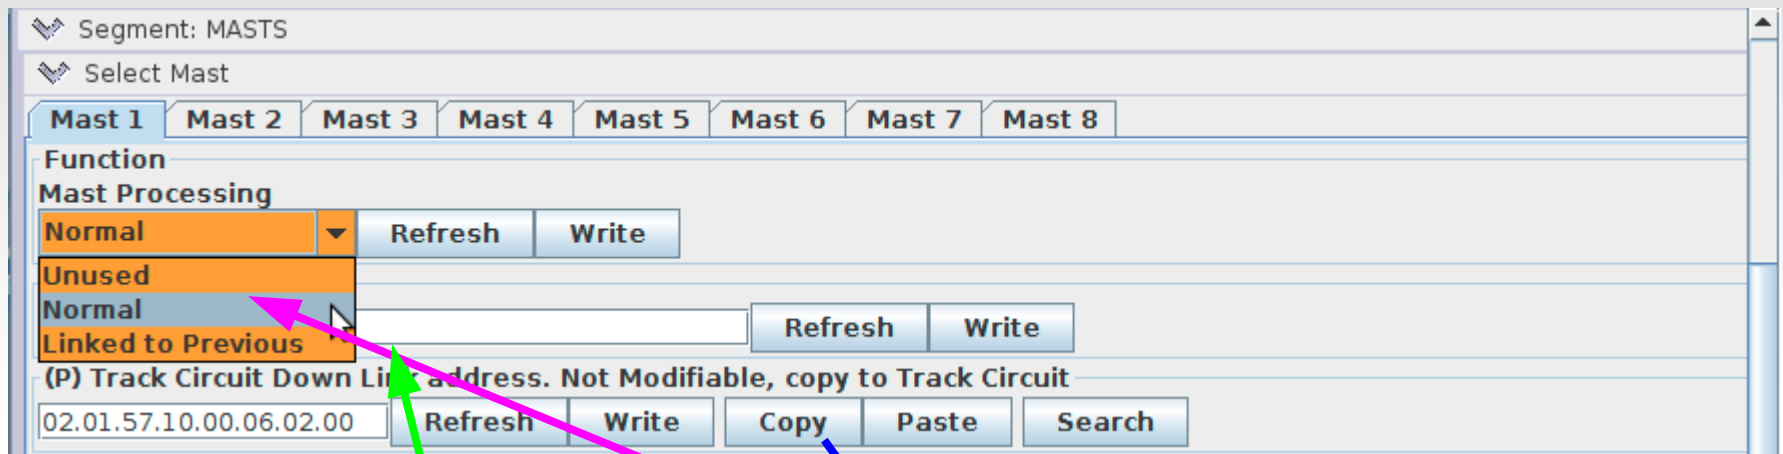 Segment: MASTS
Select Mast
Mast 1 Mast 2 Mast 3 Mast 4 Mast 5 Mast 6 Mast 7 Mast 8
Function
Mast Processing
Normal Refresh Write
Unused
Normal
Refresh Write
Linked to Previous
(P) Track Circuit Down Link address. Not Modifiable, copy to Track Circuit
02.01.57.10.00.06.02.00 Refresh Write Copy Paste Search